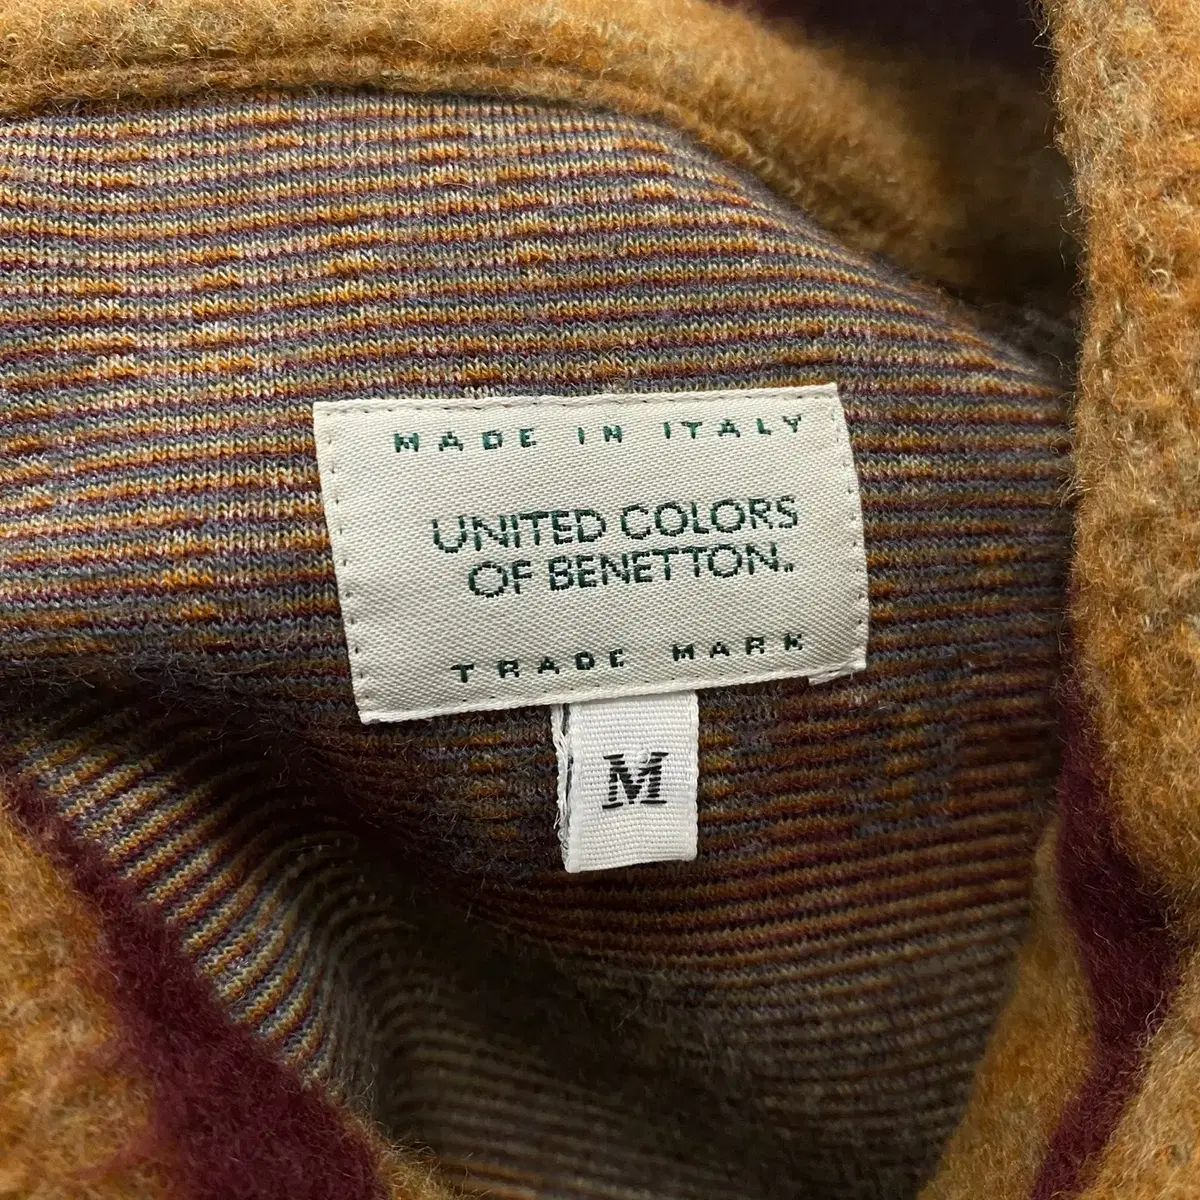 MADE IN ITALY
UNITED COLORS
OF BENETTON.
TRADE MARK
M